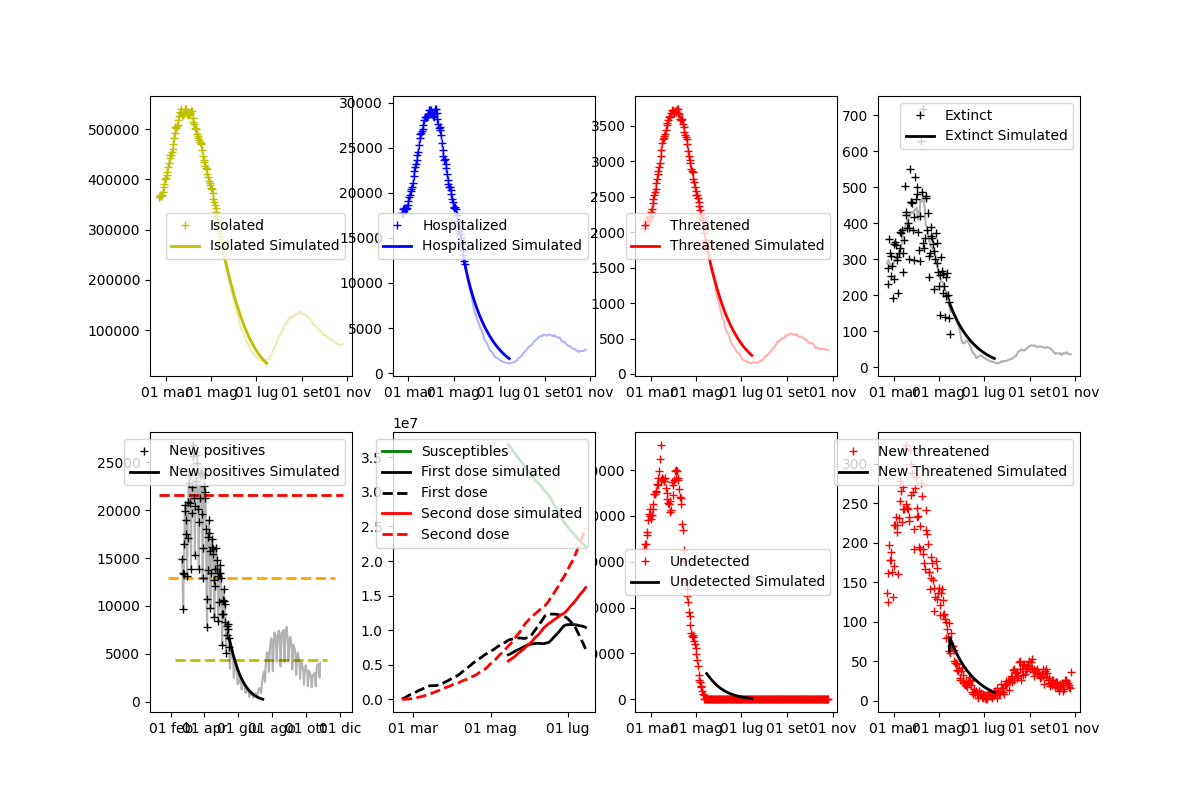 500000
400000
300000
200000
100000
Isolated
Isolated Simulated
01 mar 01 mag 01 lug 01 set 01 nov
30000
25000
20000
15000
10000
5000
0
Hospitalized
Hospitalized Simulated
01 mar 01 mag 01 lug 01 set 01 nov
3500
3000
2500
2000
1500
1000
500
0
Threatened
Threatened Simulated
01 mar 01 mag 01 lug 01 set 01 nov
700
600
500
400
300
200
100
0
Extinct
Extinct Simulated
01 mar 01 mag 01 lug 01 set 01 nov
25000
20000
15000
10000
5000
0
New positives
New positives Simulated
01 feb 01 apr 01 giu 01 ago 01 ott 01 dic
1e7
3.5
3.0
2.5
2.0
1.5
1.0
0.5
0.0
Susceptibles
First dose simulated
First dose
Second dose simulated
Second dose
01 mar 01 mag 01 lug
0
Undetected
Undetected Simulated
01 mar 01 mag 01 lug 01 set 01 nov
300
250
200
150
100
50
0
New threatened
New Threatened Simulated
01 mar 01 mag 01 lug 01 set 01 nov